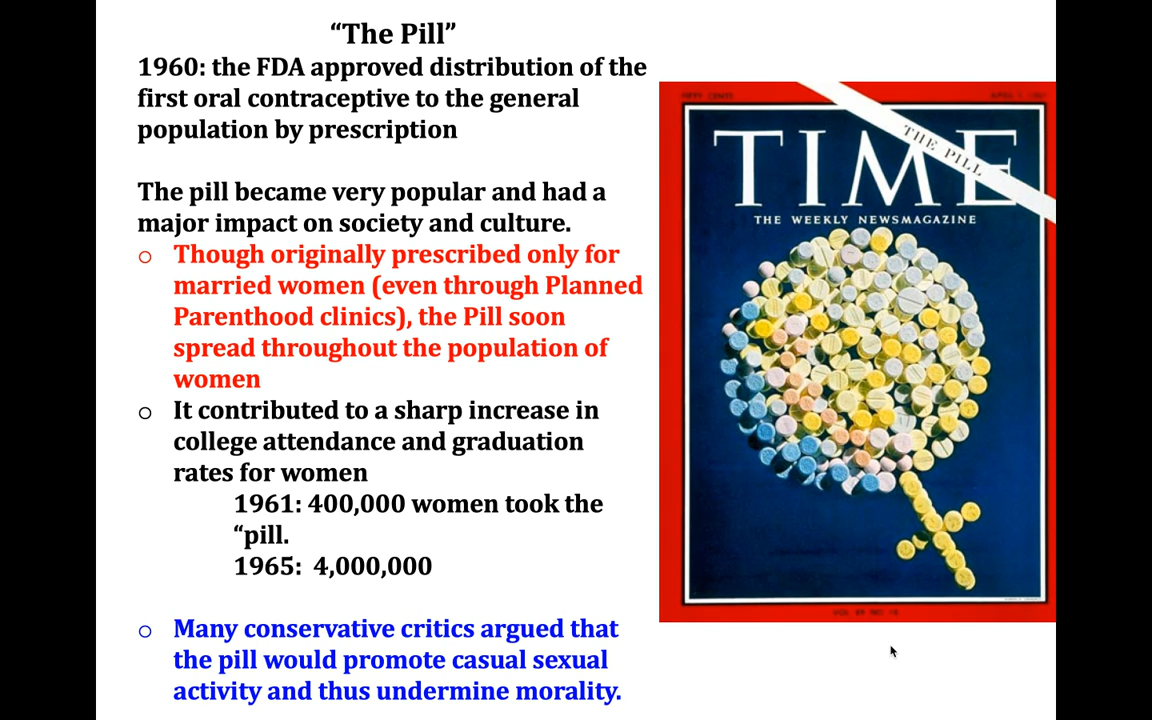 “The Pill”
1960: the FDA approved distribution of the
first oral contraceptive to the general
population by prescription
The pill became very popular and had a
major impact on society and culture.
o Though originally prescribed only for
married women (even through Planned
Parenthood clinics), the Pill soon
spread throughout the population of
women
o It contributed to a sharp increase in
college attendance and graduation
rates for women
1961: 400,000 women took the
“pill.
1965: 4,000,000
o Many conservative critics argued that
the pill would promote casual sexual
activity and thus undermine morality.
FIFTY CENTS
THE PILL
TIME
THE WEEKLY NEWSMAGAZINE